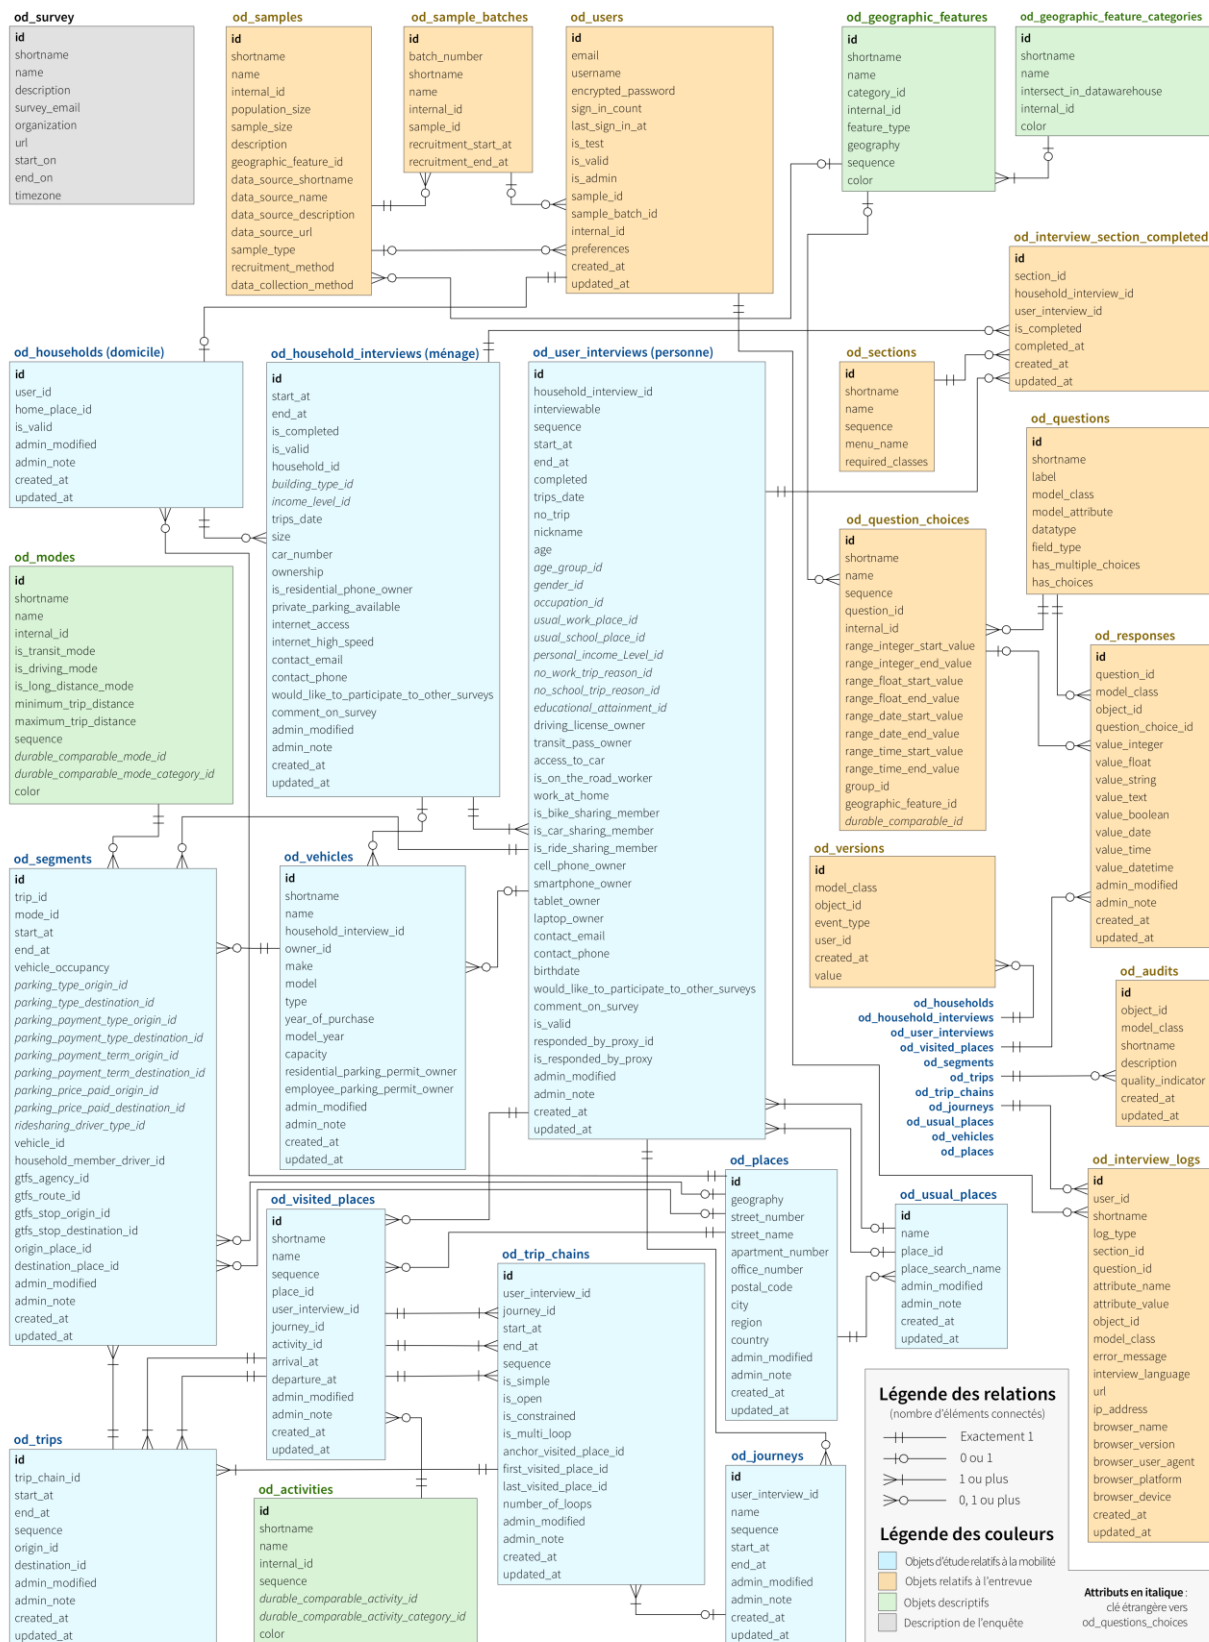 od_survey
id
shortname
name
description
survey_email
organization
url
start_on
end_on
timezone
od_samples
id
shortname
name
internal_id
population_size
sample_size
description
geographic_feature_id
data_source_shortname
data_source_name
data_source_description
data_source_url
sample_type
recruitment_method
data_collection_method
od_sample_batches
id
batch_number
shortname
name
internal_id
sample_id
recruitment_start_at
recruitment_end_at
od_users
id
email
username
encrypted_password
sign_in_count
last_sign_in_at
is_test
is_valid
is_admin
sample_id
sample_batch_id
internal_id
preferences
created_at
updated_at
od_geographic_features
id
shortname
name
category_id
internal_id
feature_type
geography
sequence
color
od_geographic_feature_categories
id
shortname
name
intersect_in_datawarehouse
internal_id
color
od_interview_section_completed
id
section_id
household_interview_id
user_interview_id
is_completed
completed_at
created_at
updated_at
od_households (domicile)
id
user_id
home_place_id
is_valid
admin_modified
admin_note
created_at
updated_at
od_household_interviews (ménage)
id
start_at
end_at
is_completed
is_valid
household_id
building_type_id
income_level_id
trips_date
size
car_number
ownership
is_residential_phone_owner
private_parking_available
internet_access
internet_high_speed
contact_email
contact_phone
would_like_to_participate_to_other_surveys
comment_on_survey
admin_modified
admin_note
created_at
updated_at
od_user_interviews (personne)
id
household_interview_id
interviewable
sequence
start_at
end_at
completed
trips_date
no_trip
nickname
age
age_group_id
gender_id
occupation_id
usual_work_place_id
usual_school_place_id
personal_income_Level_id
no_work_trip_reason_id
no_school_trip_reason_id
educational_attainment_id
driving_license_owner
transit_pass_owner
access_to_car
is_on_the_road_worker
work_at_home
is_bike_sharing_member
is_car_sharing_member
is_ride_sharing_member
cell_phone_owner
smartphone_owner
tablet_owner
laptop_owner
contact_email
contact_phone
birthdate
would_like_to_participate_to_other_surveys
comment_on_survey
is_valid
responded_by_proxy_id
is_responded_by_proxy
admin_modified
admin_note
created_at
updated_at
od_sections
id
shortname
name
sequence
menu_name
required_classes
od_questions
id
shortname
label
model_class
model_attribute
datatype
field_type
has_multiple_choices
has_choices
od_question_choices
id
shortname
name
sequence
question_id
internal_id
range_integer_start_value
range_integer_end_value
range_float_start_value
range_float_end_value
range_date_start_value
range_date_end_value
range_time_start_value
range_time_end_value
group_id
geographic_feature_id
durable_comparable_id
od_responses
id
question_id
model_class
object_id
question_choice_id
value_integer
value_float
value_string
value_text
value_boolean
value_date
value_time
value_datetime
admin_modified
admin_note
created_at
updated_at
od_modes
id
shortname
name
internal_id
is_transit_mode
is_driving_mode
is_long_distance_mode
minimum_trip_distance
maximum_trip_distance
sequence
durable_comparable_mode_id
durable_comparable_mode_category_id
color
od_segments
id
trip_id
mode_id
start_at
end_at
vehicle_occupancy
parking_type_origin_id
parking_type_destination_id
parking_payment_type_origin_id
parking_payment_type_destination_id
parking_payment_term_origin_id
parking_payment_term_destination_id
parking_price_paid_origin_id
parking_price_paid_destination_id
ridesharing_driver_type_id
vehicle_id
household_member_driver_id
gtfs_agency_id
gtfs_route_id
gtfs_stop_origin_id
gtfs_stop_destination_id
origin_place_id
destination_place_id
admin_modified
admin_note
created_at
updated_at
od_vehicles
id
shortname
name
household_interview_id
owner_id
make
model
type
year_of_purchase
model_year
capacity
residential_parking_permit_owner
employee_parking_permit_owner
admin_modified
admin_note
created_at
updated_at
od_versions
id
model_class
object_id
event_type
user_id
created_at
value
od_households
od_household_interviews
od_user_interviews
od_visited_places
od_segments
od_trips
od_trip_chains
od_journeys
od_usual_places
od_vehicles
od_places
od_audits
id
object_id
model_class
shortname
description
quality_indicator
created_at
updated_at
od_interview_logs
id
user_id
shortname
log_type
section_id
question_id
attribute_name
attribute_value
object_id
model_class
error_message
interview_language
url
ip_address
browser_name
browser_version
browser_user_agent
browser_platform
browser_device
created_at
updated_at
od_visited_places
id
shortname
name
sequence
place_id
user_interview_id
journey_id
activity_id
arrival_at
departure_at
admin_modified
admin_note
created_at
updated_at
od_places
id
geography
street_number
street_name
apartment_number
office_number
postal_code
city
region
country
admin_modified
admin_note
created_at
updated_at
od_usual_places
id
name
place_id
place_search_name
admin_modified
admin_note
created_at
updated_at
od_trip_chains
id
user_interview_id
journey_id
start_at
end_at
sequence
is_simple
is_open
is_constrained
is_multi_loop
anchor_visited_place_id
first_visited_place_id
last_visited_place_id
number_of_loops
admin_modified
admin_note
created_at
updated_at
od_trips
id
trip_chain_id
start_at
end_at
sequence
origin_id
destination_id
admin_modified
admin_note
created_at
updated_at
od_activities
id
shortname
name
internal_id
sequence
durable_comparable_activity_id
durable_comparable_activity_category_id
color
od_journeys
id
user_interview_id
name
sequence
start_at
end_at
admin_modified
admin_note
created_at
updated_at
Légende des relations
(nombre d'éléments connectés)
Exactement 1
0 ou 1
1 ou plus
0, 1 ou plus
Légende des couleurs
Objets d'étude relatifs à la mobilité
Objets relatifs à l'entrevue
Objets descriptifs
Description de l'enquête
Attributs en italique :
clé étrangère vers
od_questions_choices